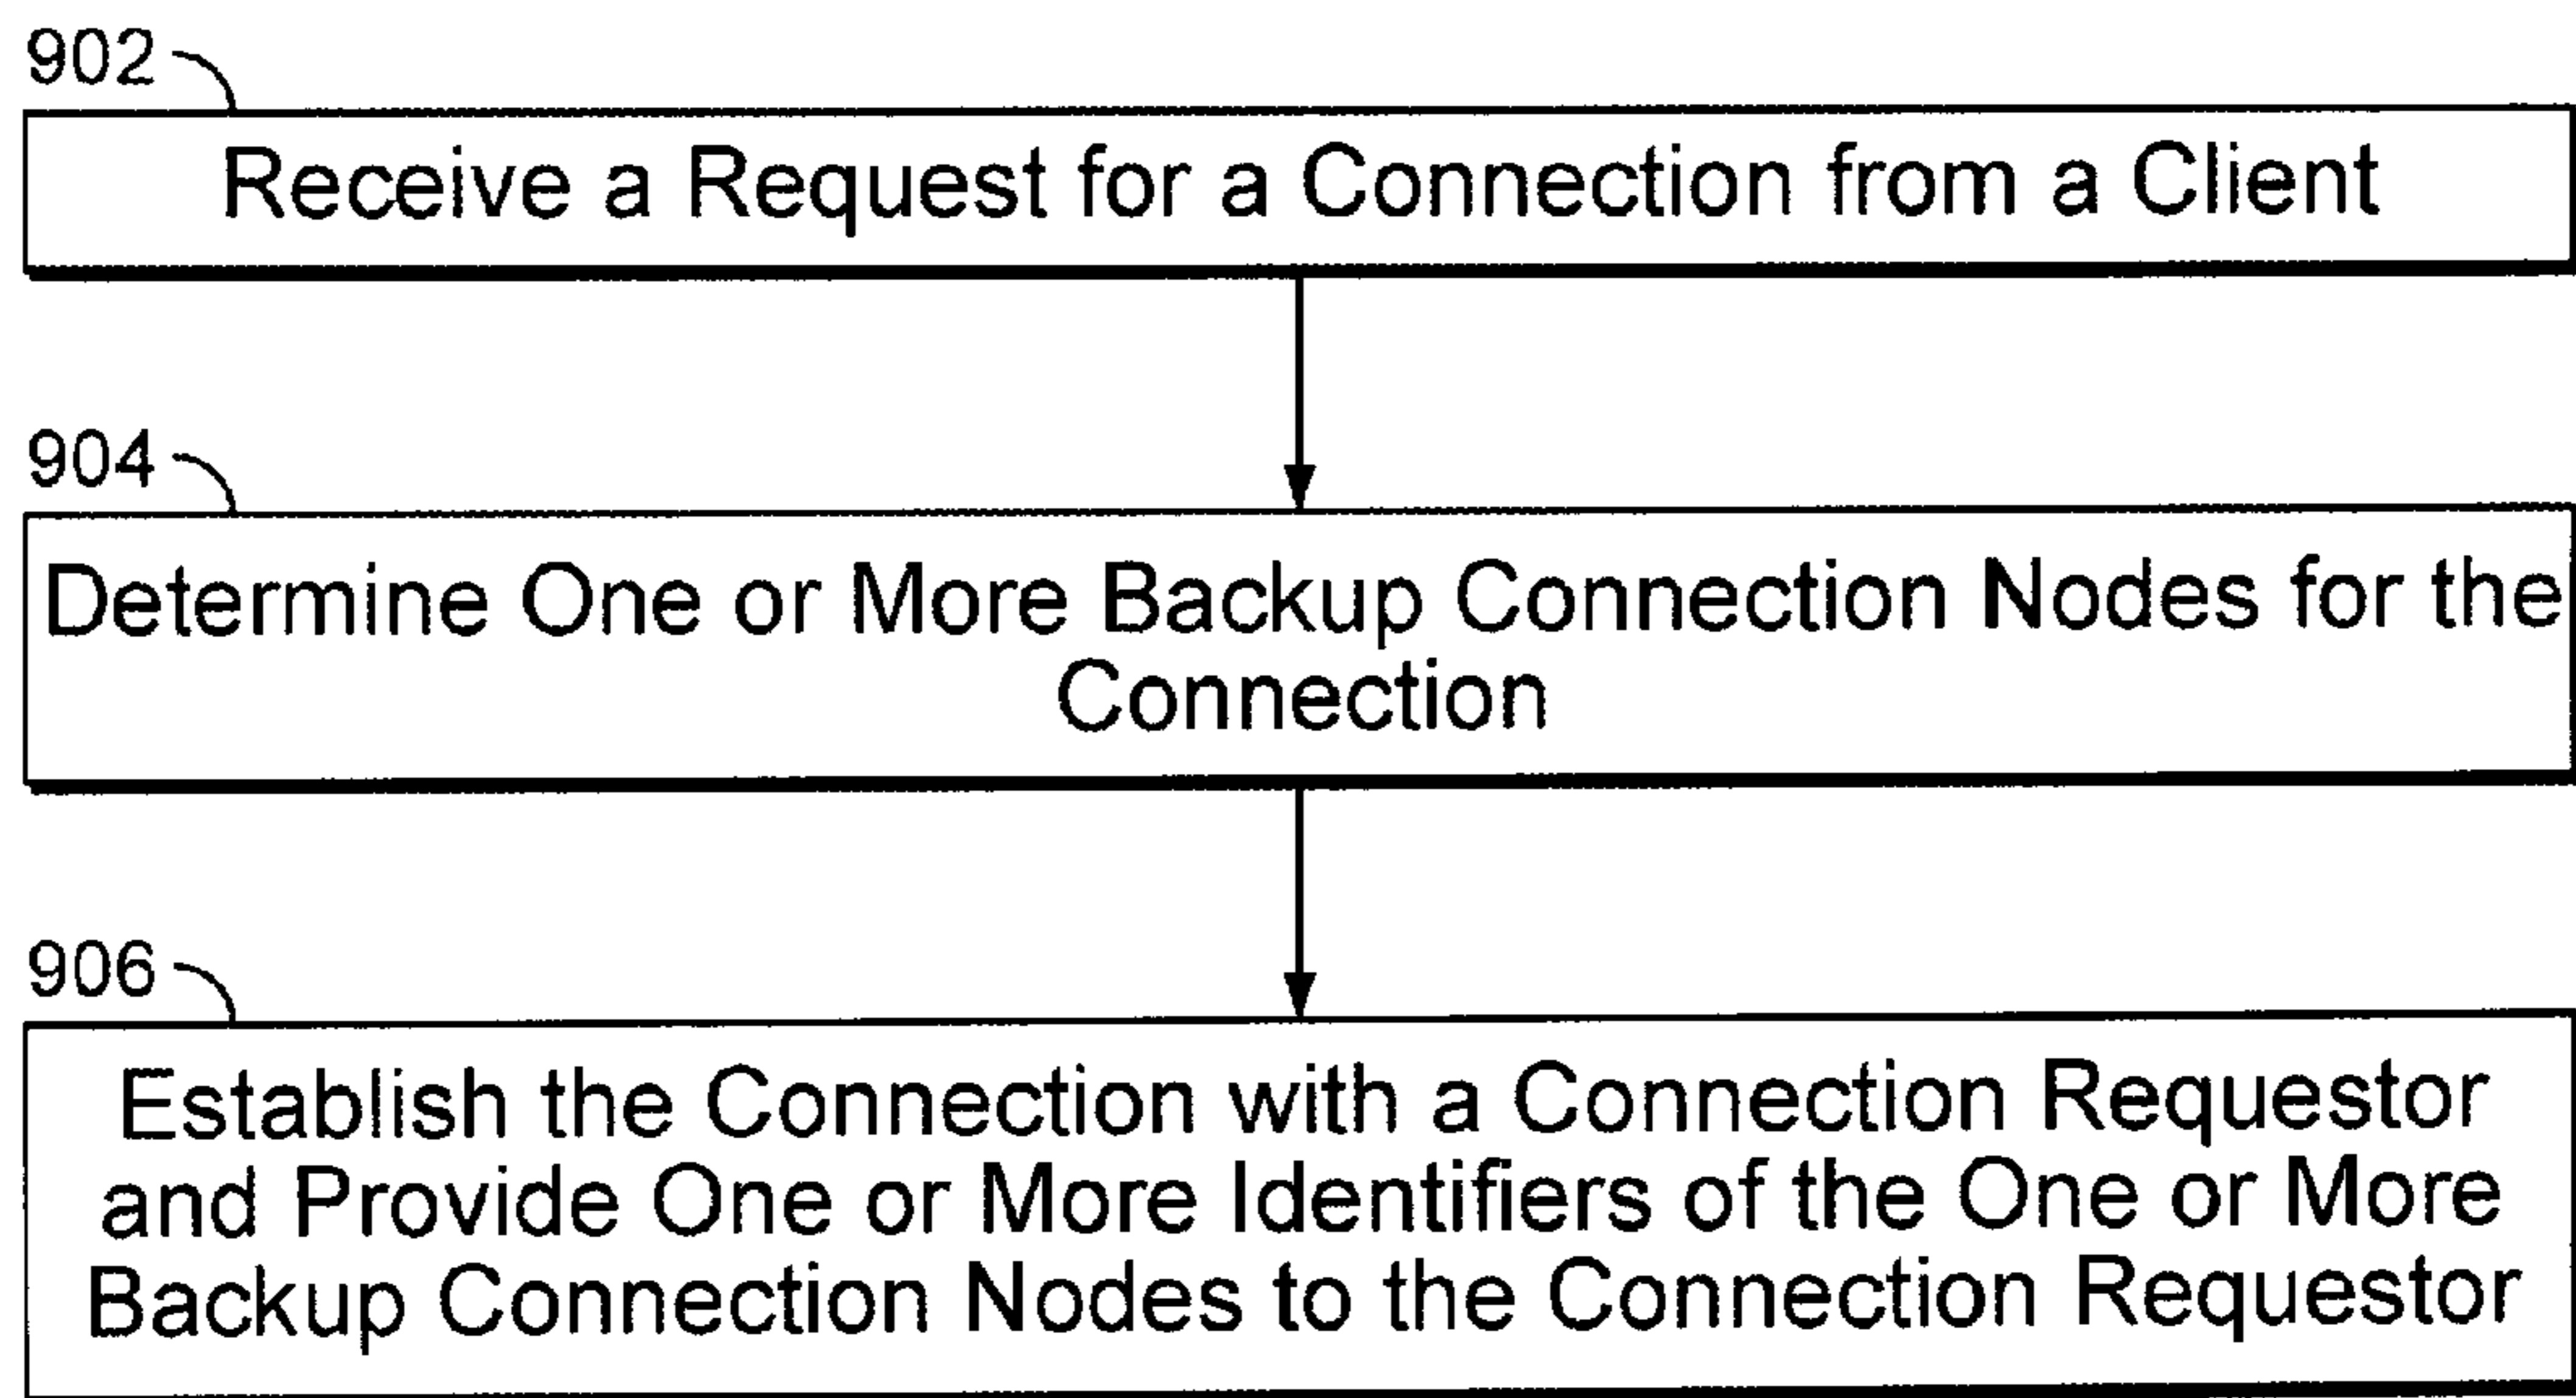 902
Receive a Request for a Connection from a Client
904
Determine One or More Backup Connection Nodes for the
Connection
906
Establish the Connection with a Connection Requestor
and Provide One or More Identifiers of the One or More
Backup Connection Nodes to the Connection Requestor